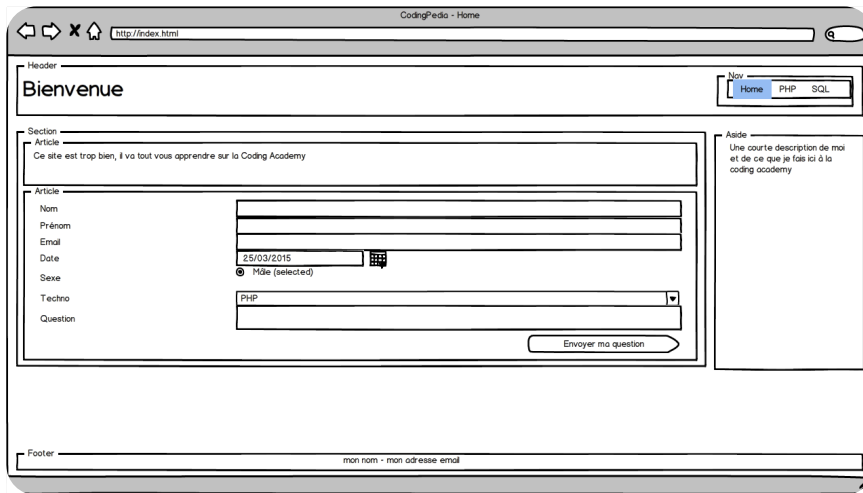 CodingPedia - Home
http://index.html
Header
Bienvenue
Nav
Home PHP SQL
Section
Article
Ce site est trop bien, il va tout vous apprendre sur la Coding Academy
Article
Nom
Prénom
Email
Date 25/03/2015
Sexe Mâle (selected)
Techno PHP
Question
Envoyer ma question
Aside
Une courte description de moi
et de ce que je fais ici à la
coding academy
Footer
mon nom - mon adresse email